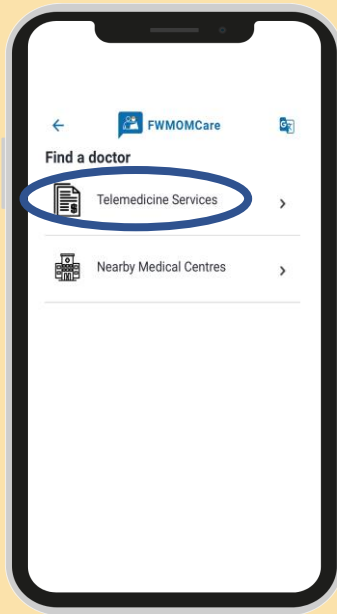 FWMOMCare
Find a doctor
Telemedicine Services
Nearby Medical Centres